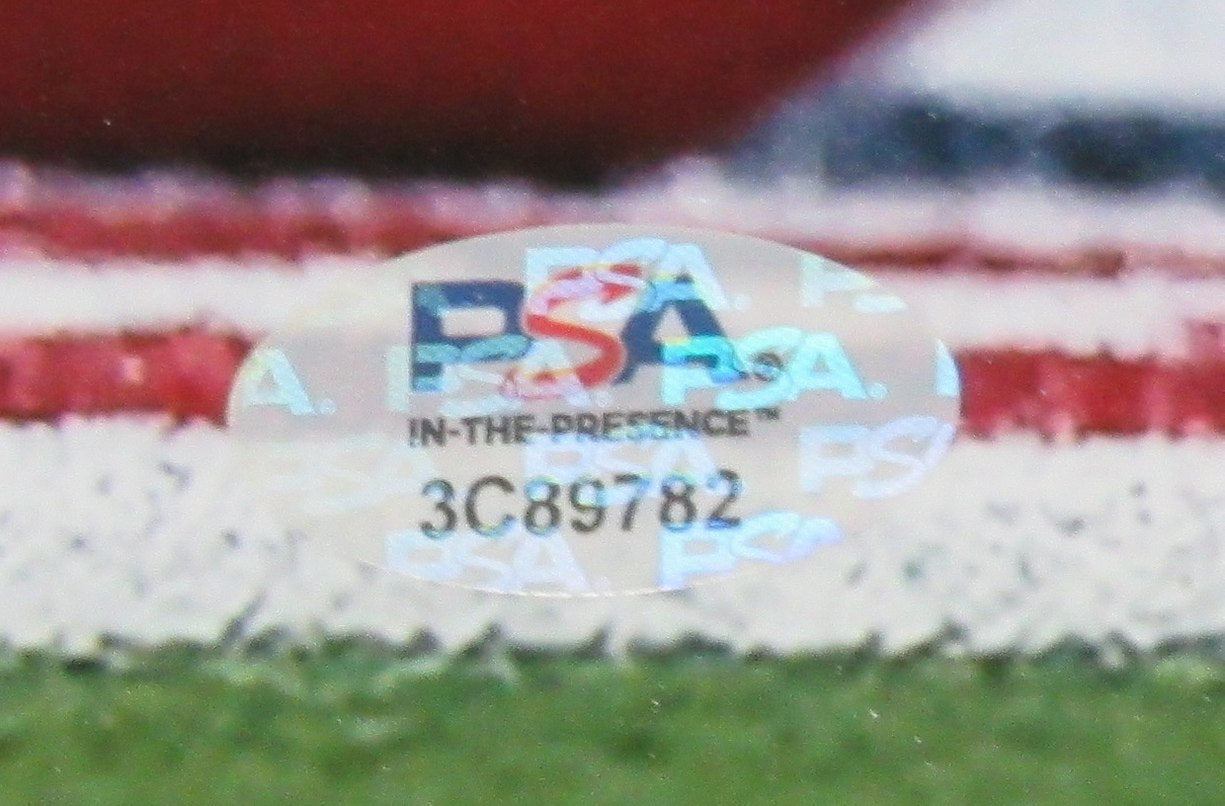 PSA®
IN-THE-PRESENCE™
3C89782